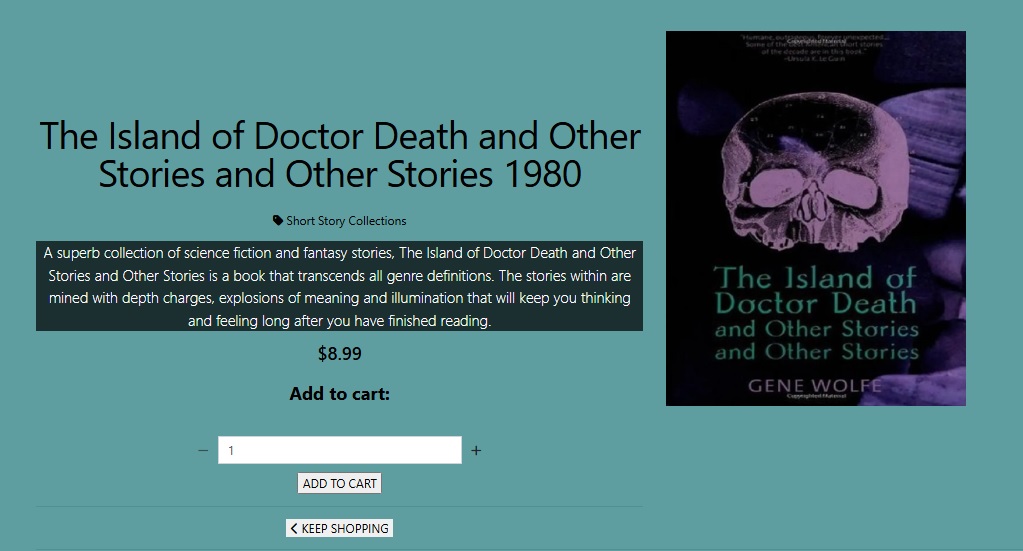 The Island of Doctor Death and Other
Stories and Other Stories 1980
Short Story Collections
A superb collection of science fiction and fantasy stories, The Island of Doctor Death and Other
Stories and Other Stories is a book that transcends all genre definitions. The stories within are
mined with depth charges, explosions of meaning and illumination that will keep you thinking
and feeling long after you have finished reading.
$8.99
Add to cart:
− 1 +
ADD TO CART
KEEP SHOPPING
Copyrighted Material
Some of the best American short stories
of the decade are in this book."
–Ursula K. Le Guin
The Island of
Doctor Death
and Other Stories
and Other Stories
GENE WOLFE
Copyrighted Material